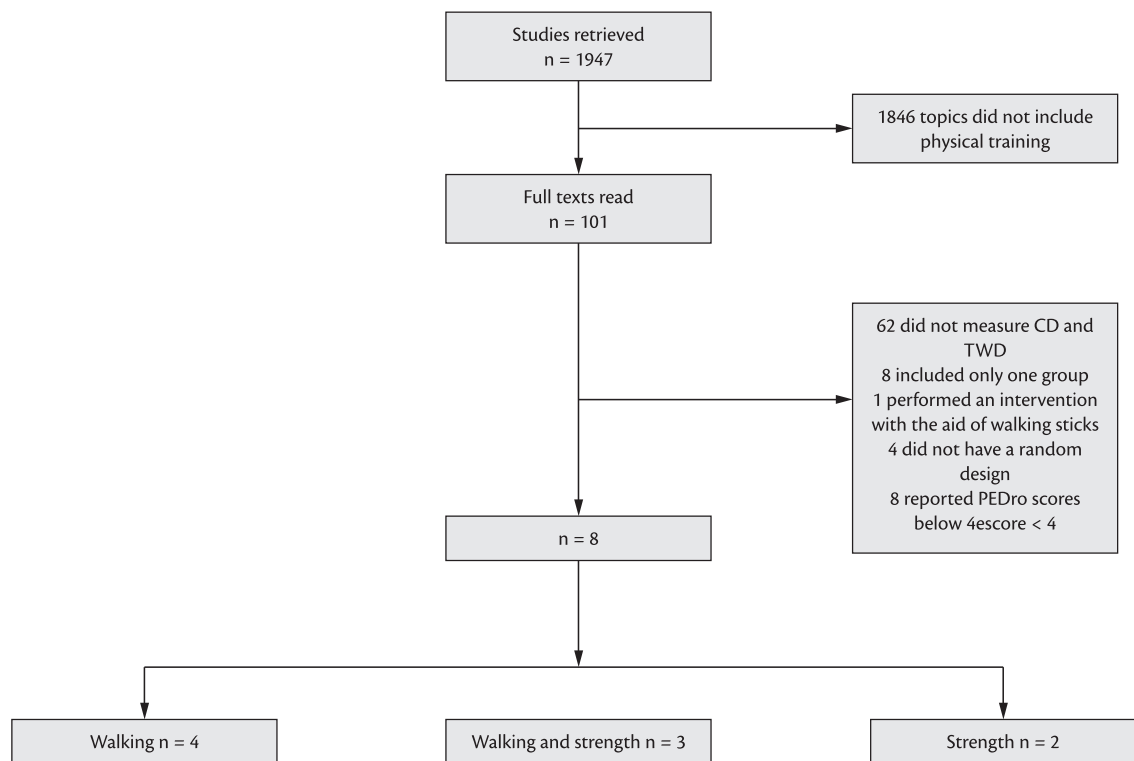 Studies retrieved
n = 1947
1846 topics did not include
physical training
Full texts read
n = 101
62 did not measure CD and
TWD
8 included only one group
1 performed an intervention
with the aid of walking sticks
4 did not have a random
design
8 reported PEDro scores
below 4escore < 4
n = 8
Walking n = 4
Walking and strength n = 3
Strength n = 2